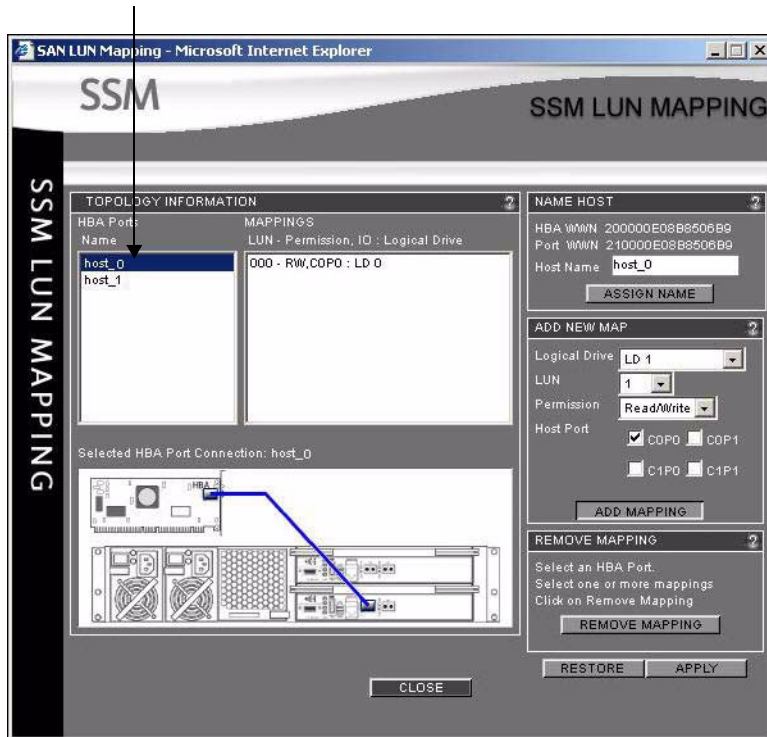 SAN LUN Mapping - Microsoft Internet Explorer
SSM
SSM LUN MAPPING
SSM LUN MAPPING
TOPOLOGY INFORMATION ?
HBA Ports
Name
MAPPINGS
LUN - Permission, IO : Logical Drive
host_0
host_1
000 - RW,C0P0 : LD 0
Selected HBA Port Connection: host_0
HBA
NAME HOST ?
HBA WWN 200000E08B8506B9
Port WWN 210000E08B8506B9
Host Name host_0
ASSIGN NAME
ADD NEW MAP ?
Logical Drive LD 1
LUN 1
Permission Read/Write
Host Port C0P0 C0P1
C1P0 C1P1
ADD MAPPING
REMOVE MAPPING ?
Select an HBA Port.
Select one or more mappings
Click on Remove Mapping
REMOVE MAPPING
RESTORE APPLY
CLOSE